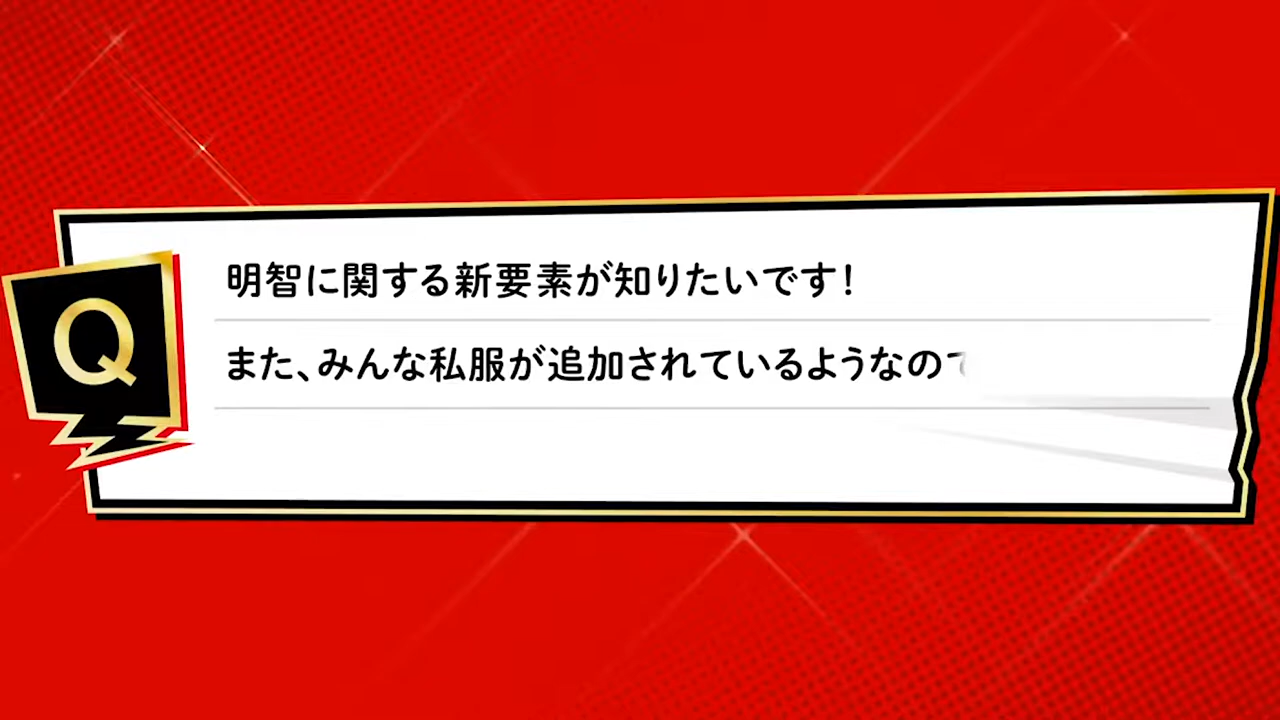 Q
明智に関する新要素が知りたいです！
また、みんな私服が追加されているようなので